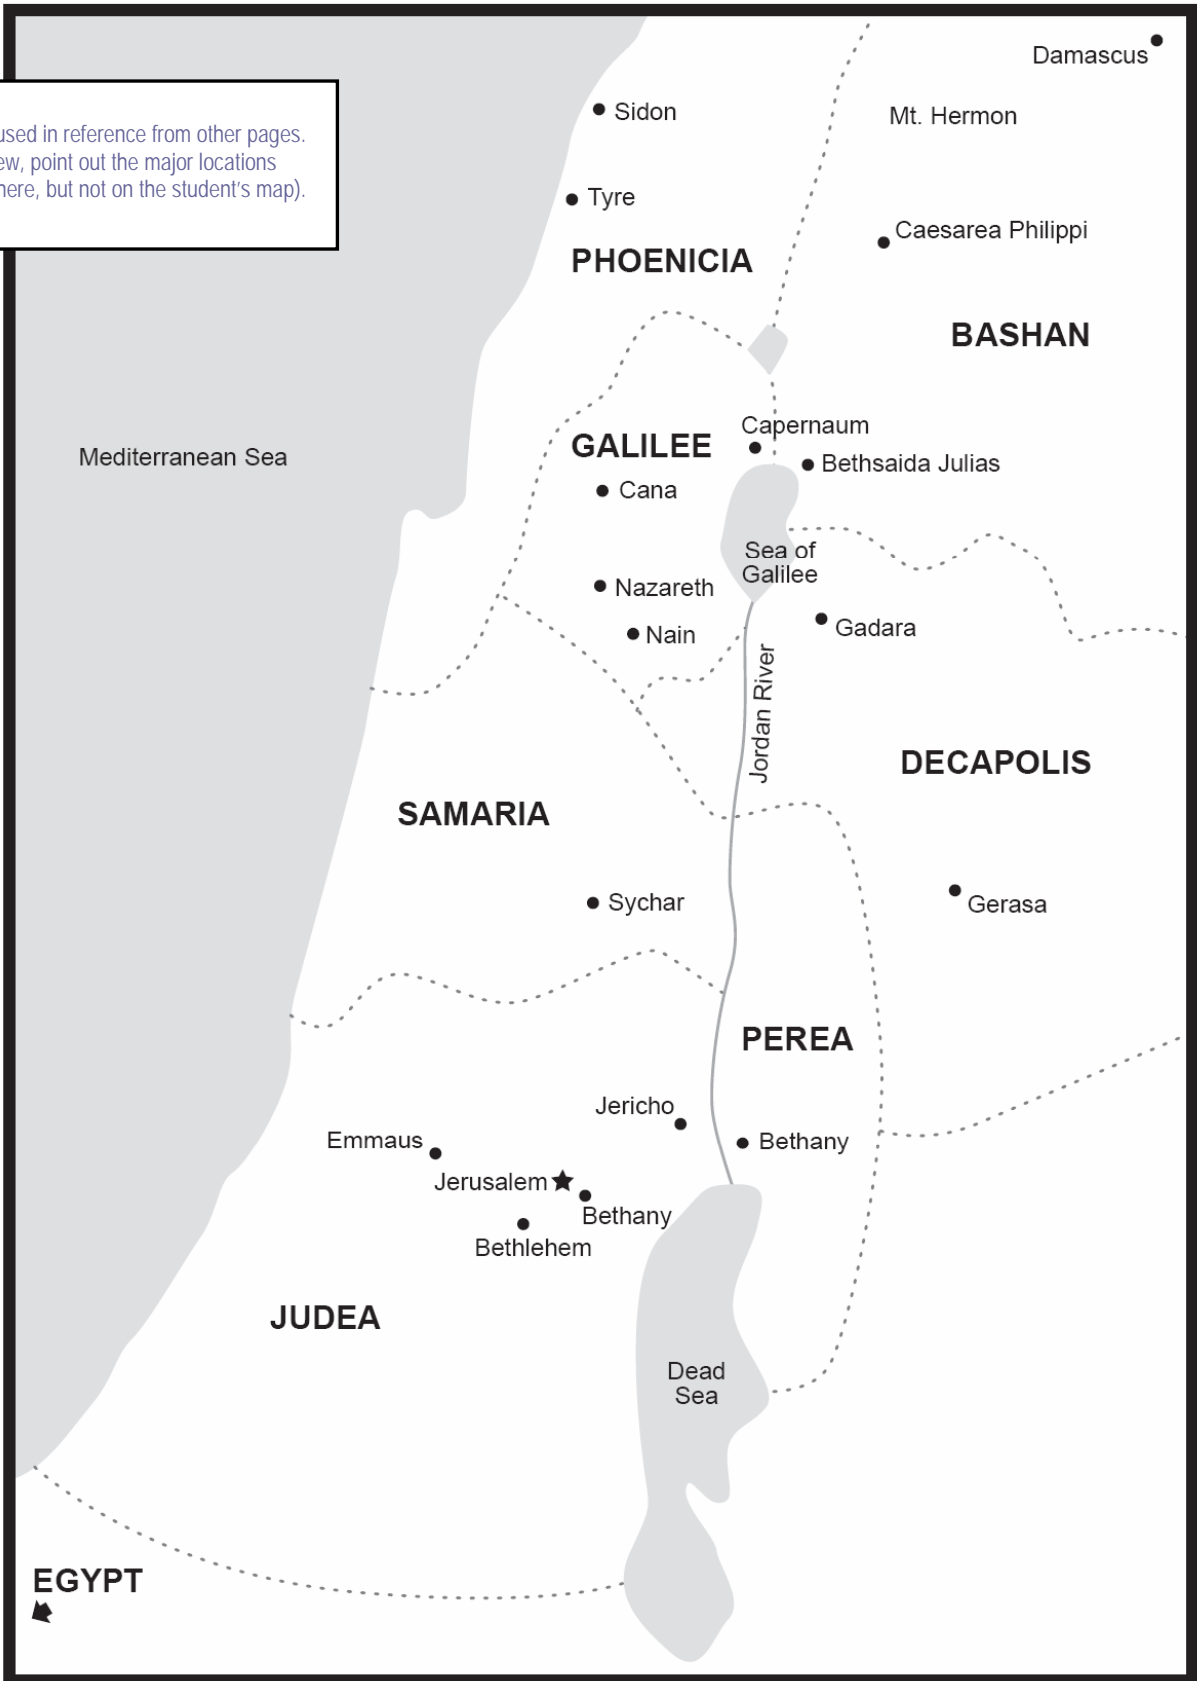 Damascus
Sidon
Mt. Hermon
used in reference from other pages.
ew, point out the major locations
here, but not on the student's map).
Tyre
Caesarea Philippi
PHOENICIA
BASHAN
Capernaum
GALILEE
Mediterranean Sea
Bethsaida Julias
Cana
Sea of
Galilee
Nazareth
Gadara
Nain
Jordan River
DECAPOLIS
SAMARIA
Sychar
Gerasa
PEREA
Jericho
Emmaus
Bethany
Jerusalem
Bethany
Bethlehem
JUDEA
Dead
Sea
EGYPT